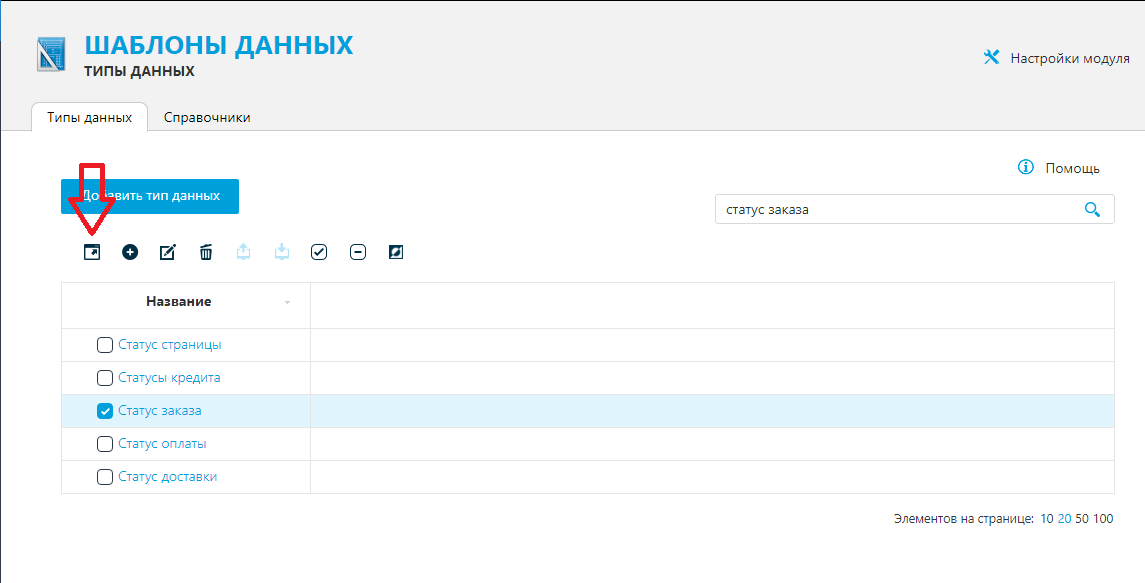 ШАБЛОНЫ ДАННЫХ
ТИПЫ ДАННЫХ
Настройки модуля
Типы данных
Справочники
Помощь
Добавить тип данных
статус заказа
Название
Статус страницы
Статусы кредита
Статус заказа
Статус оплаты
Статус доставки
Элементов на странице: 10 20 50 100